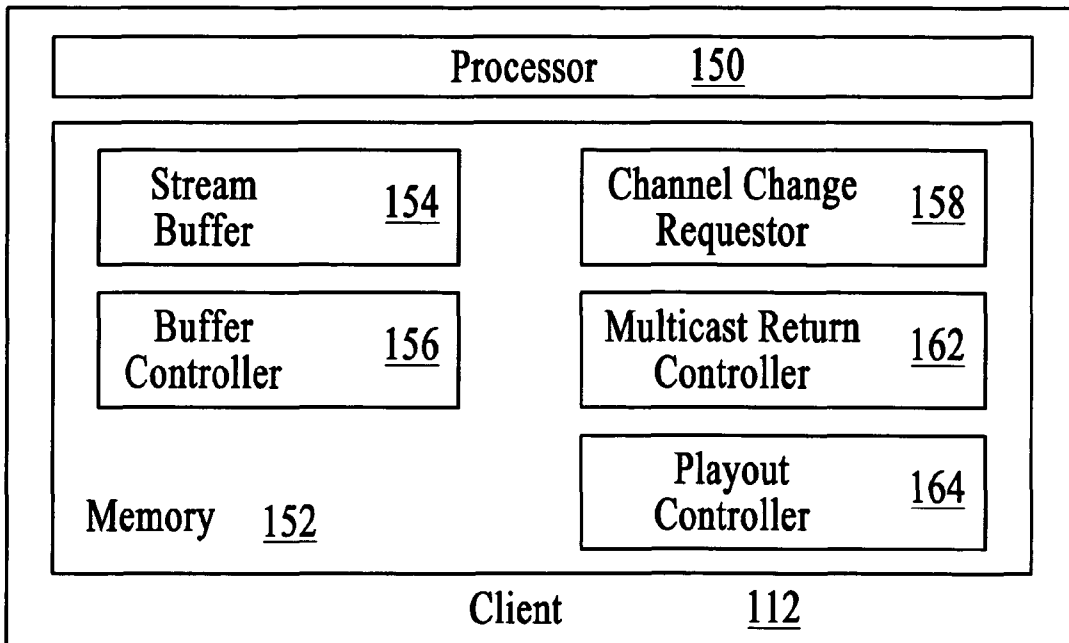 Processor 150
Stream
Buffer
154
Channel Change
Requestor
158
Buffer
Controller
156
Multicast Return
Controller
162
Playout
Controller
164
Memory 152
Client 112